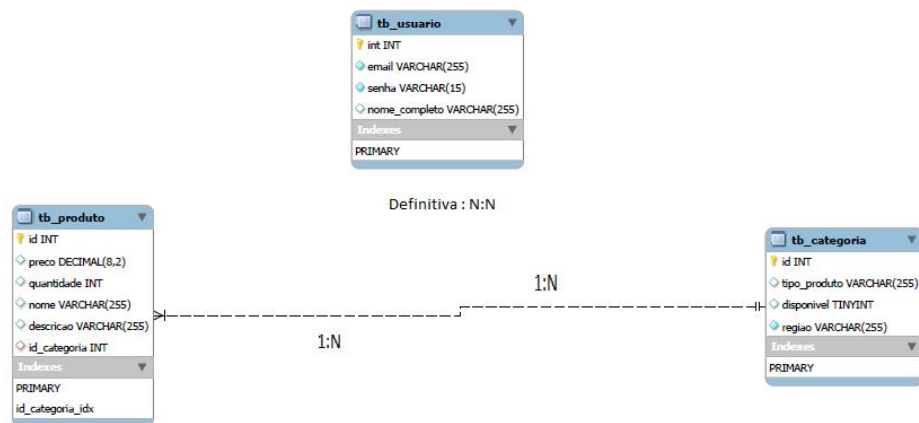 tb_usuario
int INT
email VARCHAR(255)
senha VARCHAR(15)
nome_completo VARCHAR(255)
Indexes
PRIMARY
Definitiva : N:N
tb_produto
id INT
preco DECIMAL(8,2)
quantidade INT
nome VARCHAR(255)
descricao VARCHAR(255)
id_categoria INT
Indexes
PRIMARY
id_categoria_idx
1:N
1:N
tb_categoria
id INT
tipo_produto VARCHAR(255)
disponivel TINYINT
regiao VARCHAR(255)
Indexes
PRIMARY